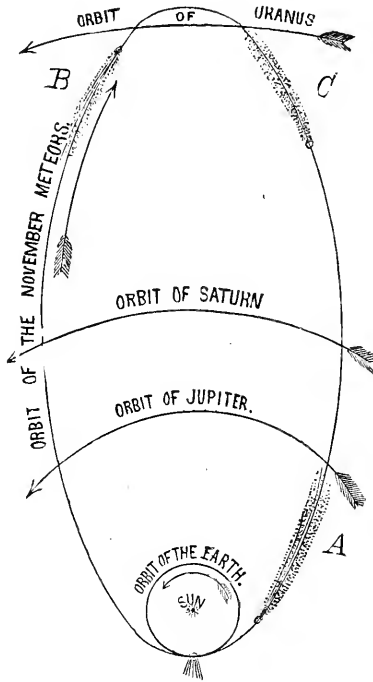 ORBIT OF URANUS
B
C
ORBIT OF THE NOVEMBER METEORS.
ORBIT OF SATURN
ORBIT OF JUPITER.
A
ORBIT OF THE EARTH.
SUN